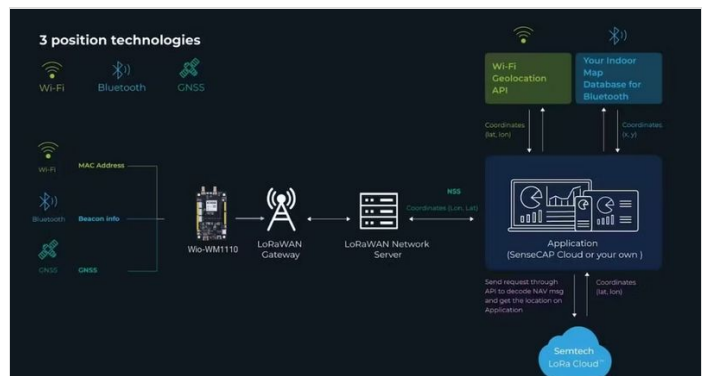 3 position technologies
Wi-Fi
Bluetooth
GNSS
Wi-Fi
MAC Address
Bluetooth
Beacon info
GNSS
GNSS
Wio-WM1110
LoRaWAN
Gateway
LoRaWAN Network
Server
NSS
Coordinates (Lon, Lat)
Wi-Fi
Geolocation
API
Your Indoor
Map
Database for
Bluetooth
Coordinates
(lat, lon)
Coordinates
(x, y)
Application
(SenseCAP Cloud or your own )
Send request through
API to decode NAV msg
and get the location on
Application
Coordinates
(lat, lon)
Semtech
LoRa Cloud™